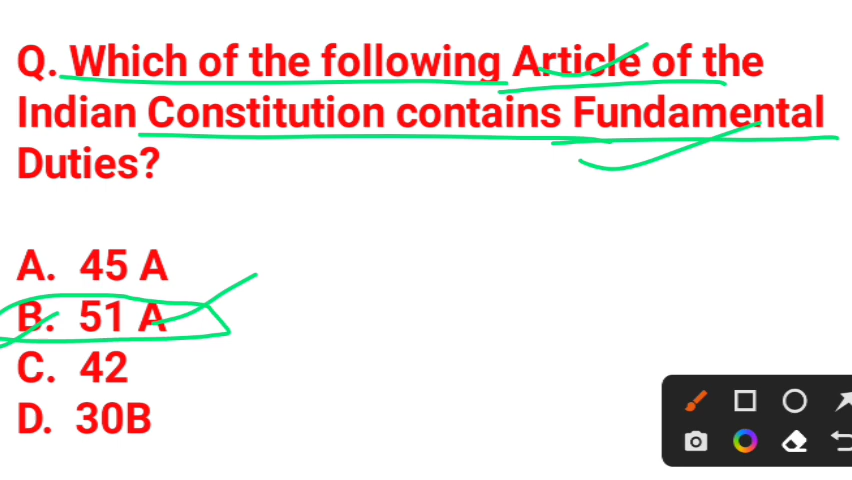 Q. Which of the following Article of the
Indian Constitution contains Fundamental
Duties?
A. 45 A
B. 51 A
C. 42
D. 30B